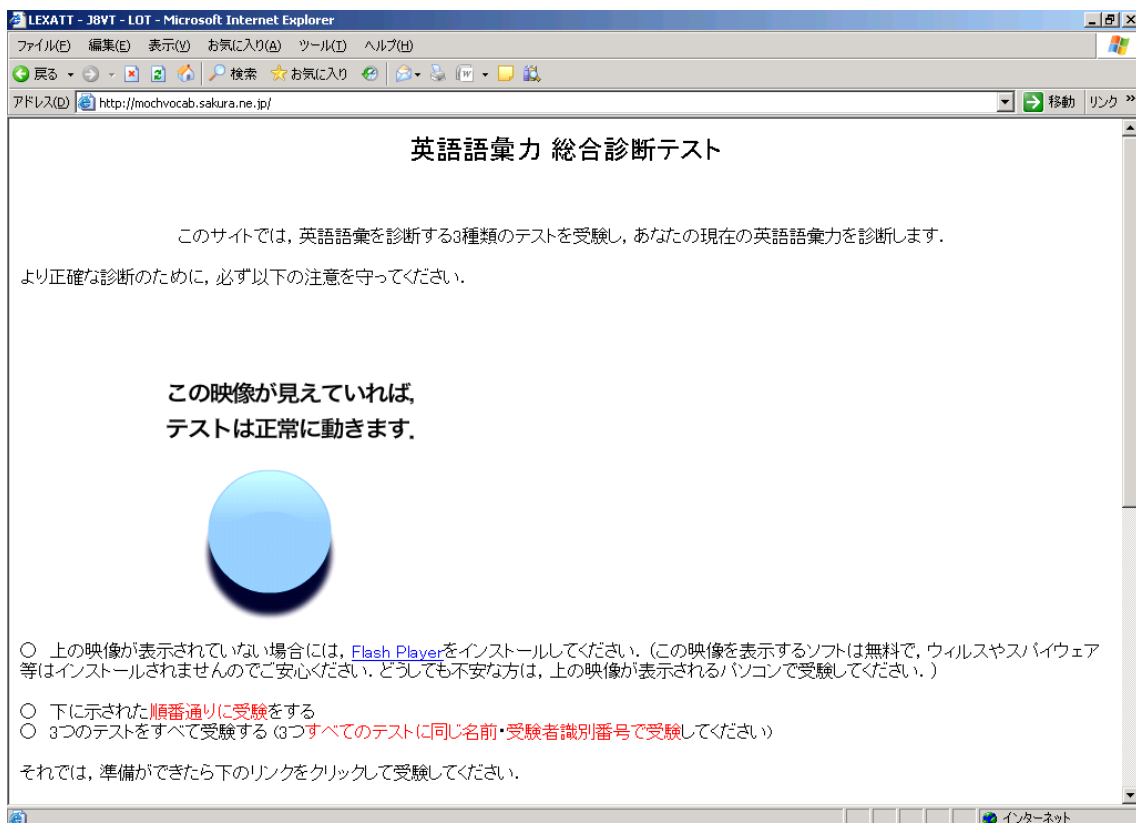 LEXATT - J8VT - LOT - Microsoft Internet Explorer
ファイル(F) 編集(E) 表示(V) お気に入り(A) ツール(T) ヘルプ(H)
戻る 検索 お気に入り
アドレス(D) http://mochvocab.sakura.ne.jp/ 移動 リンク »
英語語彙力 総合診断テスト
このサイトでは, 英語語彙を診断する3種類のテストを受験し, あなたの現在の英語語彙力を診断します.
より正確な診断のために, 必ず以下の注意を守ってください.
この映像が見えていれば,
テストは正常に動きます.
○ 上の映像が表示されていない場合には, Flash Playerをインストールしてください. (この映像を表示するソフトは無料で, ウィルスやスパイウェア
等はインストールされませんのでご安心ください. どうしても不安な方は, 上の映像が表示されるパソコンで受験してください. )
○ 下に示された順番通りに受験をする
○ 3つのテストをすべて受験する (3つすべてのテストに同じ名前・受験者識別番号で受験してください)
それでは, 準備ができたら下のリンクをクリックして受験してください.
インターネット